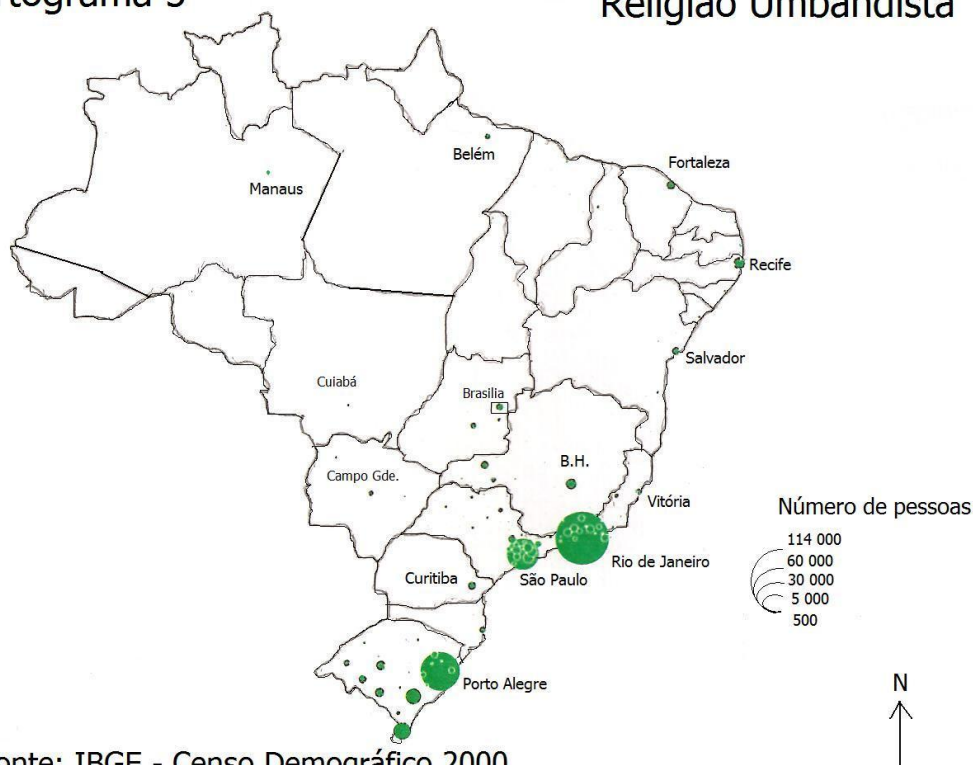 Religião Umbandista
Belém
Manaus
Fortaleza
Recife
Salvador
Cuiabá
Brasilia
Campo Gde.
B.H.
Vitória
Número de pessoas
114 000
60 000
30 000
5 000
500
Rio de Janeiro
São Paulo
Curitiba
Porto Alegre
N
IBGE - Censo Demográfico 2000